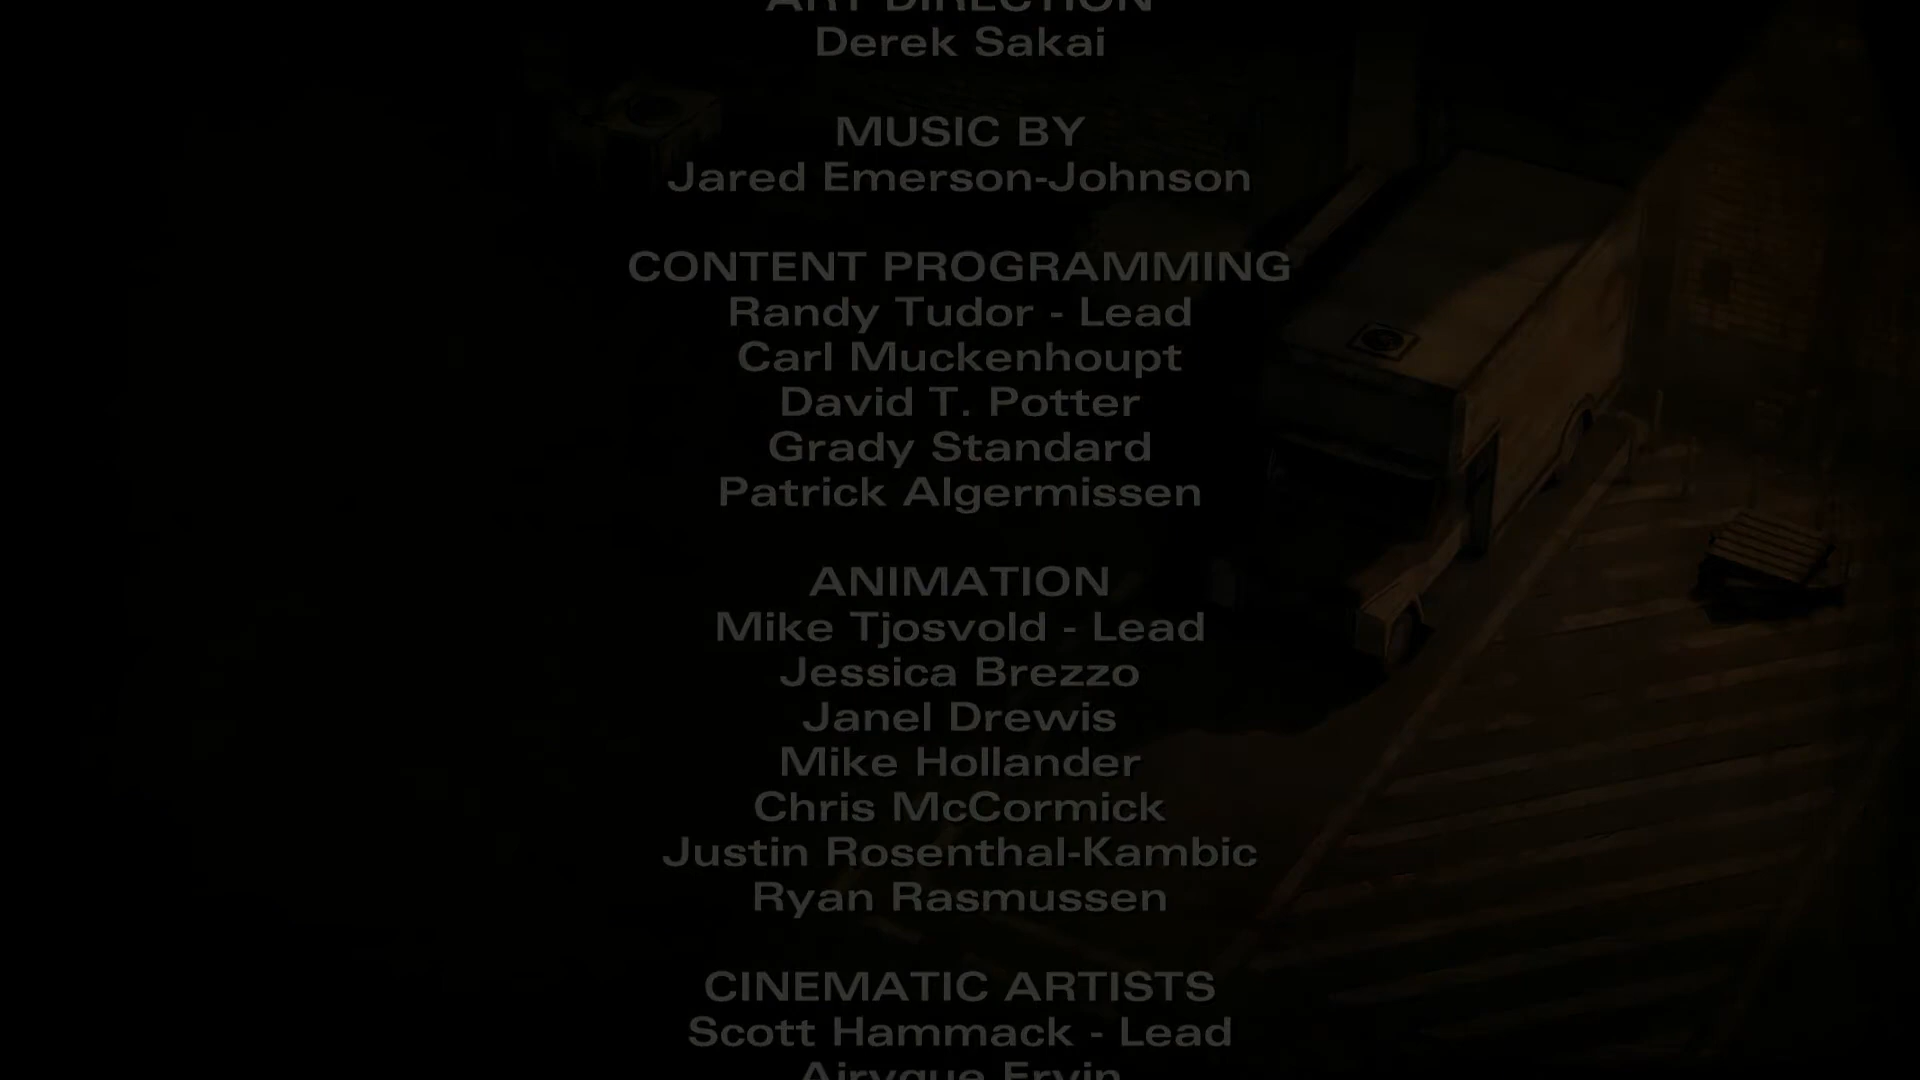 ART DIRECTION
Derek Sakai
MUSIC BY
Jared Emerson-Johnson
CONTENT PROGRAMMING
Randy Tudor - Lead
Carl Muckenhoupt
David T. Potter
Grady Standard
Patrick Algermissen
ANIMATION
Mike Tjosvold - Lead
Jessica Brezzo
Janel Drewis
Mike Hollander
Chris McCormick
Justin Rosenthal-Kambic
Ryan Rasmussen
CINEMATIC ARTISTS
Scott Hammack - Lead